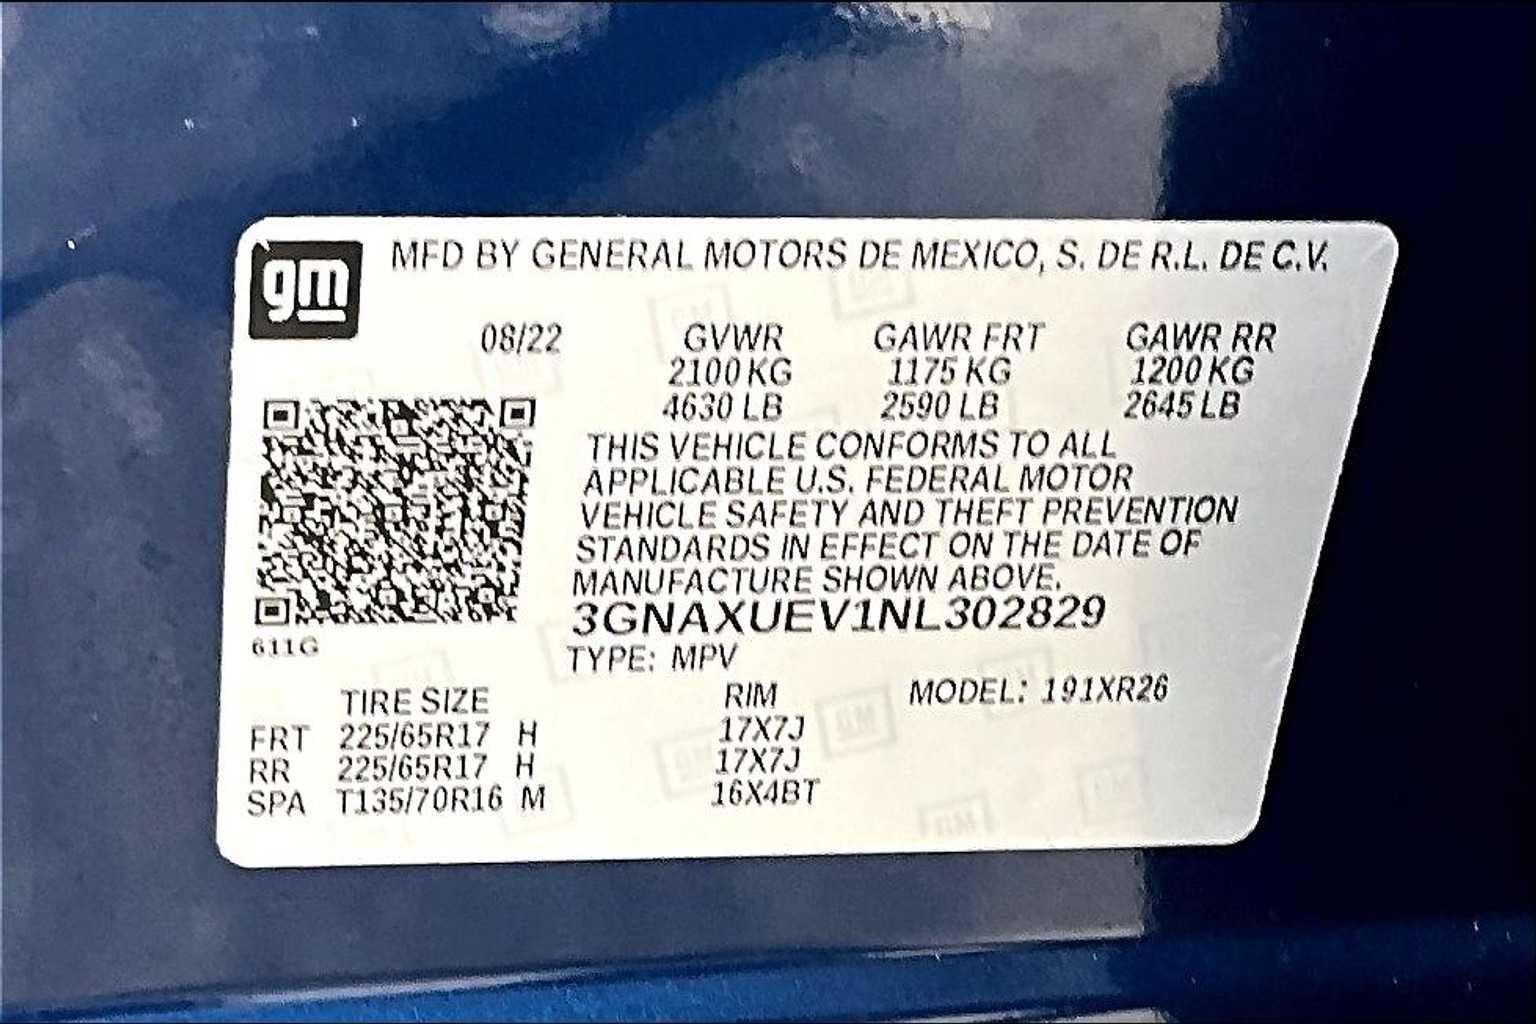 gm
MFD BY GENERAL MOTORS DE MEXICO, S. DE R.L. DE C.V.
08/22 GVWR GAWR FRT GAWR RR
2100 KG 1175 KG 1200 KG
4630 LB 2590 LB 2645 LB
THIS VEHICLE CONFORMS TO ALL
APPLICABLE U.S. FEDERAL MOTOR
VEHICLE SAFETY AND THEFT PREVENTION
STANDARDS IN EFFECT ON THE DATE OF
MANUFACTURE SHOWN ABOVE.
3GNAXUEV1NL302829
611G
TYPE: MPV
TIRE SIZE RIM MODEL: 191XR26
FRT 225/65R17 H 17X7J
RR 225/65R17 H 17X7J
SPA T135/70R16 M 16X4BT